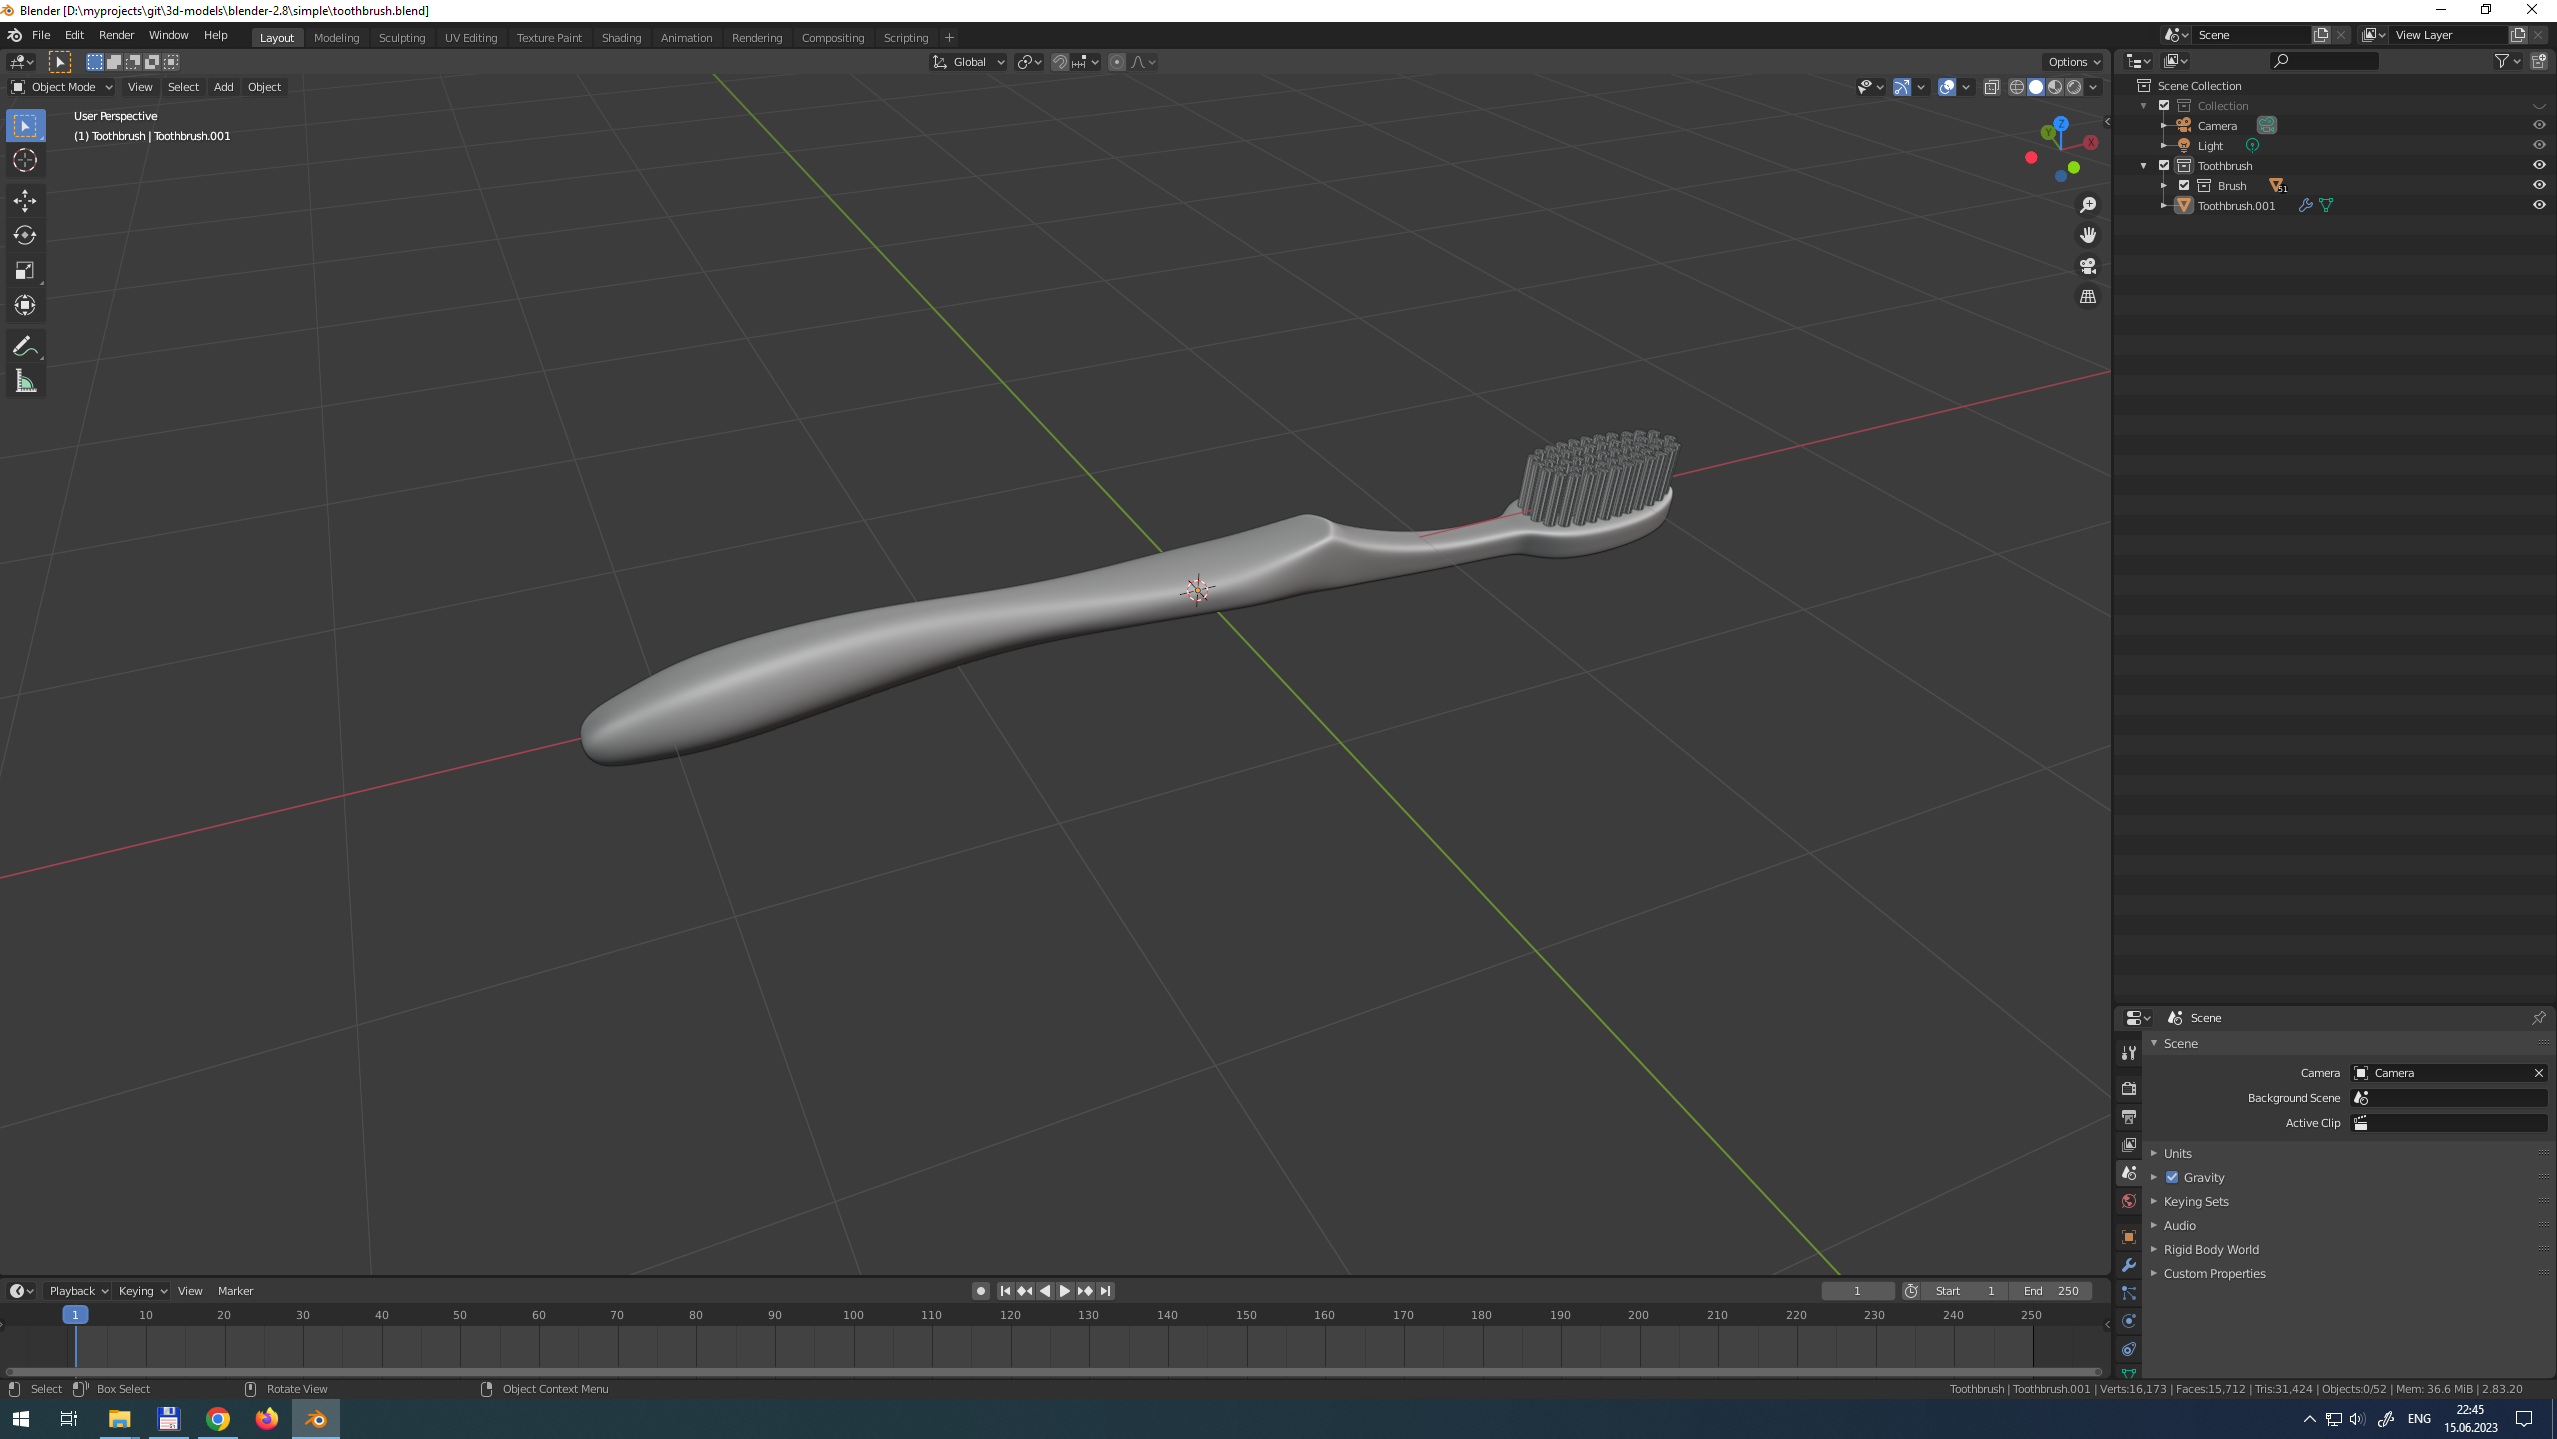 Blender [D:\myprojects\git\3d-models\blender-2.8\simple\toothbrush.blend]
File Edit Render Window Help Layout Modeling Sculpting UV Editing Texture Paint Shading Animation Rendering Compositing Scripting + Scene View Layer
Global Options
Object Mode View Select Add Object
User Perspective
(1) Toothbrush | Toothbrush.001
Z
Y
X
Scene Collection
Collection
Camera
Light
Toothbrush
Brush 51
Toothbrush.001
Scene
Scene
Camera Camera
Background Scene
Active Clip
Units
Gravity
Keying Sets
Audio
Rigid Body World
Custom Properties
Playback Keying View Marker 1 Start 1 End 250
1 10 20 30 40 50 60 70 80 90 100 110 120 130 140 150 160 170 180 190 200 210 220 230 240 250
Select Box Select Rotate View Object Context Menu Toothbrush | Toothbrush.001 | Verts:16,173 | Faces:15,712 | Tris:31,424 | Objects:0/52 | Mem: 36.6 MiB | 2.83.20
ENG
22:45
15.06.2023